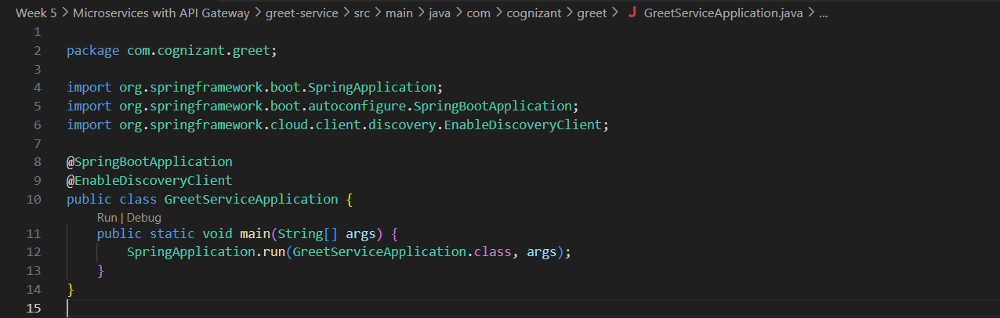 Week 5 > Microservices with API Gateway > greet-service > src > main > java > com > cognizant > greet > J GreetServiceApplication.java > ...
1
2 package com.cognizant.greet;
3
4 import org.springframework.boot.SpringApplication;
5 import org.springframework.boot.autoconfigure.SpringBootApplication;
6 import org.springframework.cloud.client.discovery.EnableDiscoveryClient;
7
8 @SpringBootApplication
9 @EnableDiscoveryClient
10 public class GreetServiceApplication {
Run | Debug
11 public static void main(String[] args) {
12 SpringApplication.run(GreetServiceApplication.class, args);
13 }
14 }
15